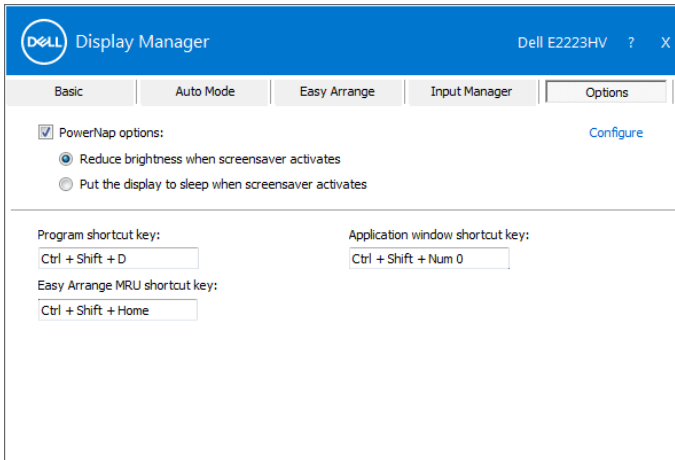 DELL Display Manager Dell E2223HV ? X
Basic Auto Mode Easy Arrange Input Manager Options
PowerNap options: Configure
Reduce brightness when screensaver activates
Put the display to sleep when screensaver activates
Program shortcut key: Application window shortcut key:
Ctrl + Shift + D Ctrl + Shift + Num 0
Easy Arrange MRU shortcut key:
Ctrl + Shift + Home